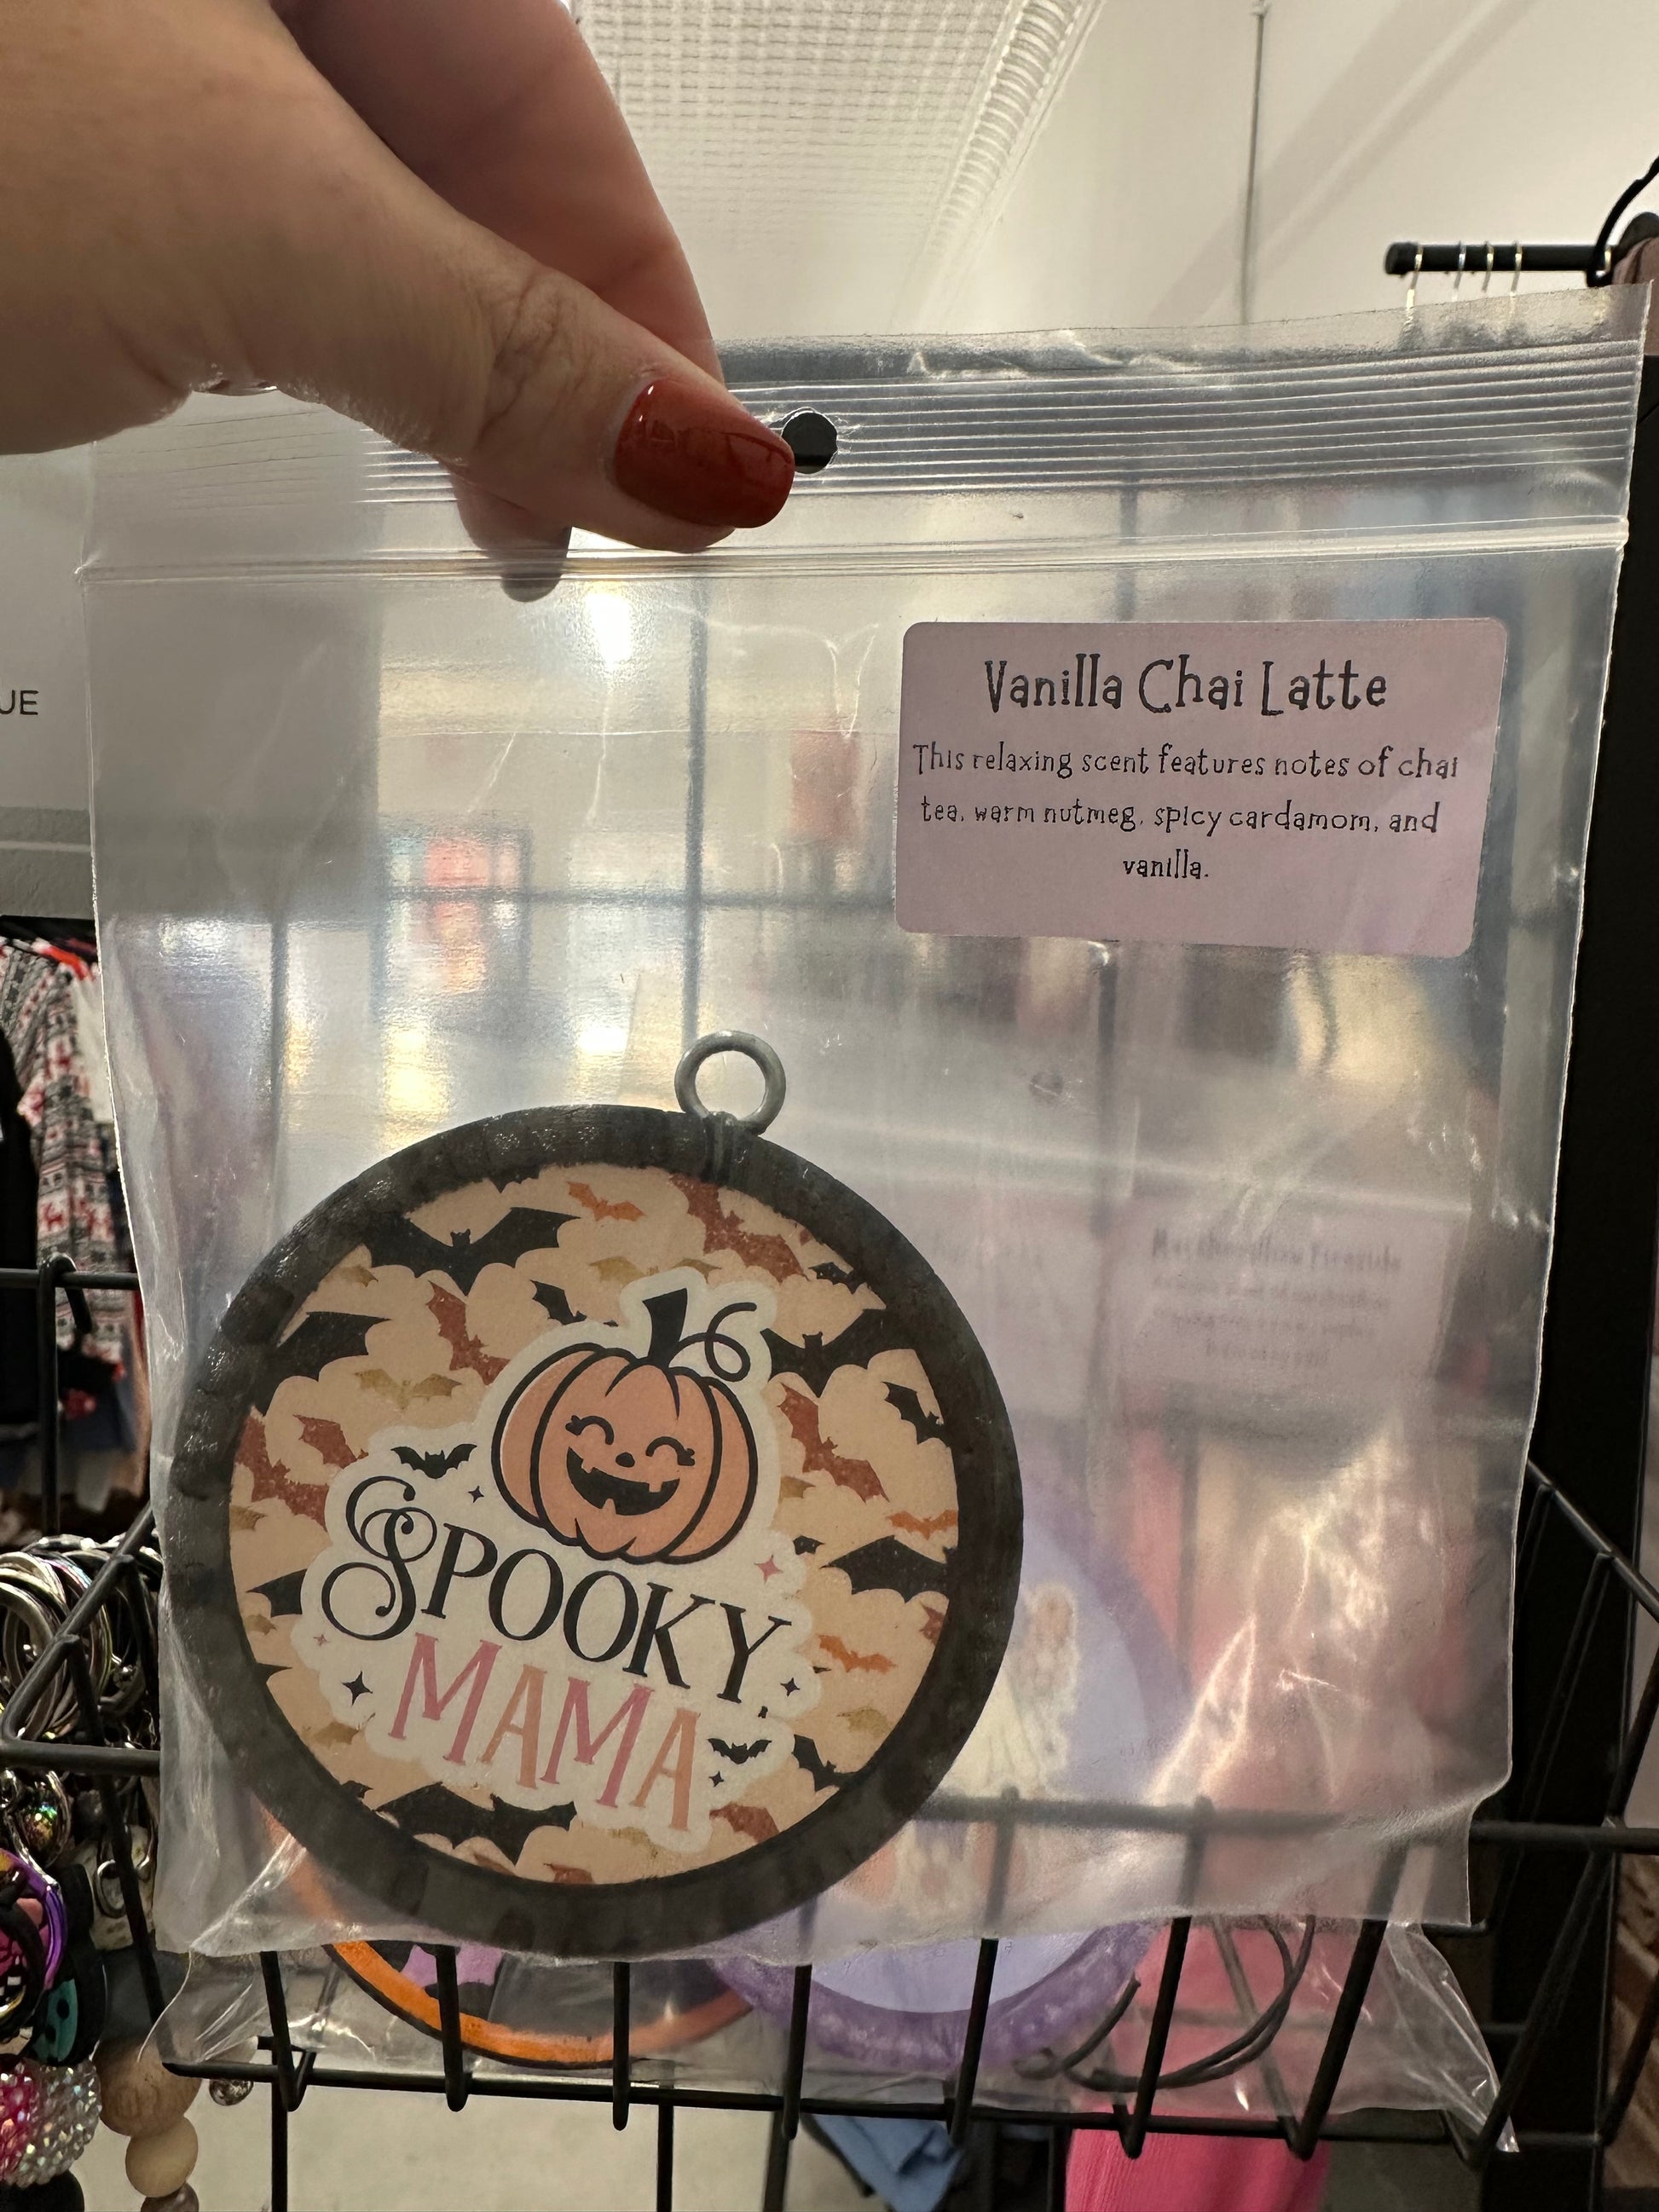 Vanilla Chai Latte
This relaxing scent features notes of chai
tea, warm nutmeg, spicy cardamom, and
vanilla.
UE
SPOOKY
MAMA